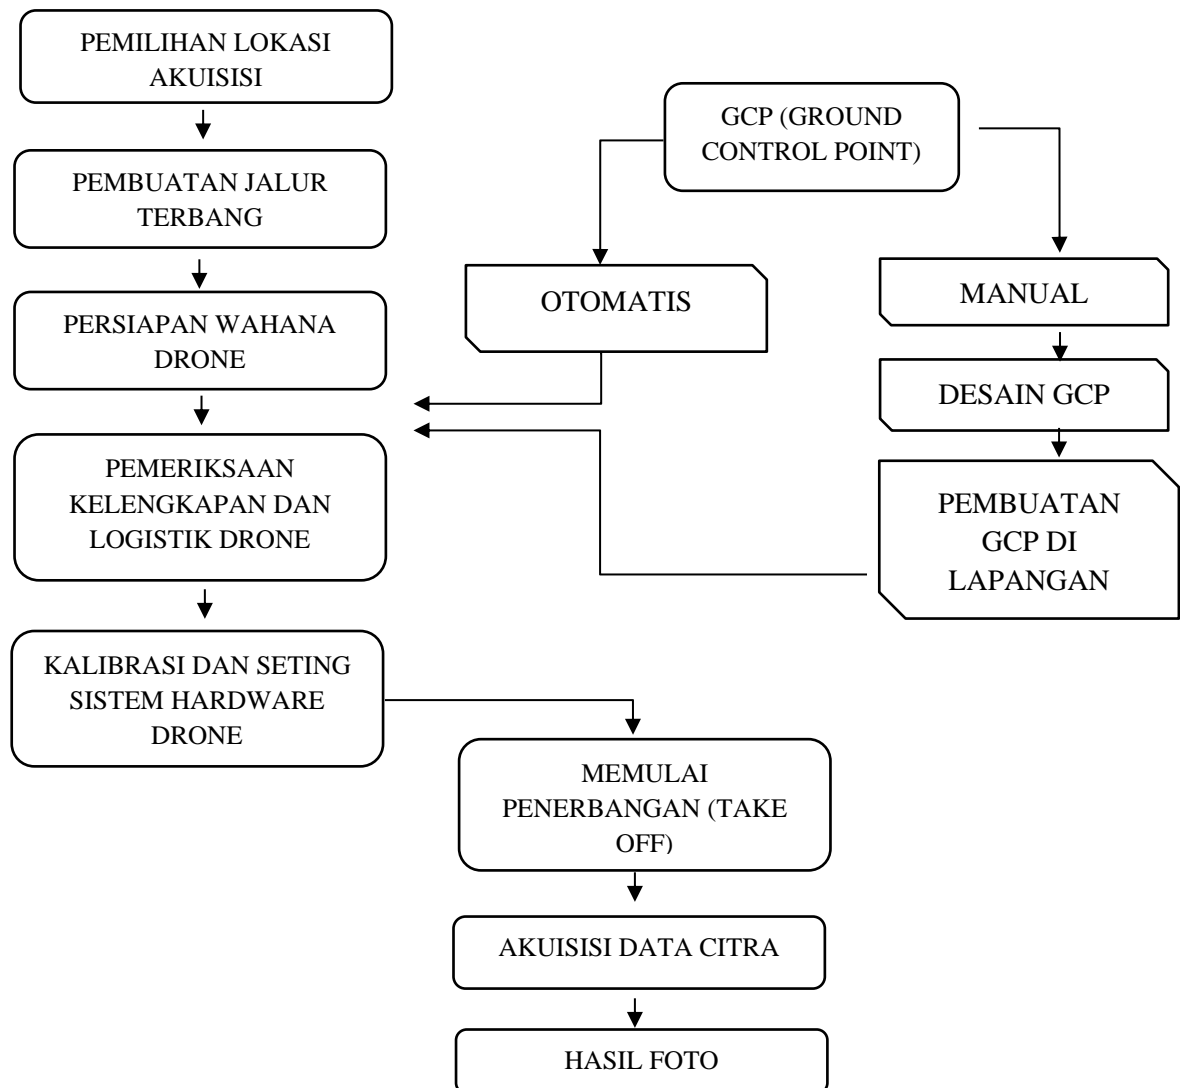 PEMILIHAN LOKASI
AKUISISI
PEMBUATAN JALUR
TERBANG
PERSIAPAN WAHANA
DRONE
PEMERIKSAAN
KELENGKAPAN DAN
LOGISTIK DRONE
KALIBRASI DAN SETING
SISTEM HARDWARE
DRONE
GCP (GROUND
CONTROL POINT)
OTOMATIS
MANUAL
DESAIN GCP
PEMBUATAN
GCP DI
LAPANGAN
MEMULAI
PENERBANGAN (TAKE
OFF)
AKUISISI DATA CITRA
HASIL FOTO